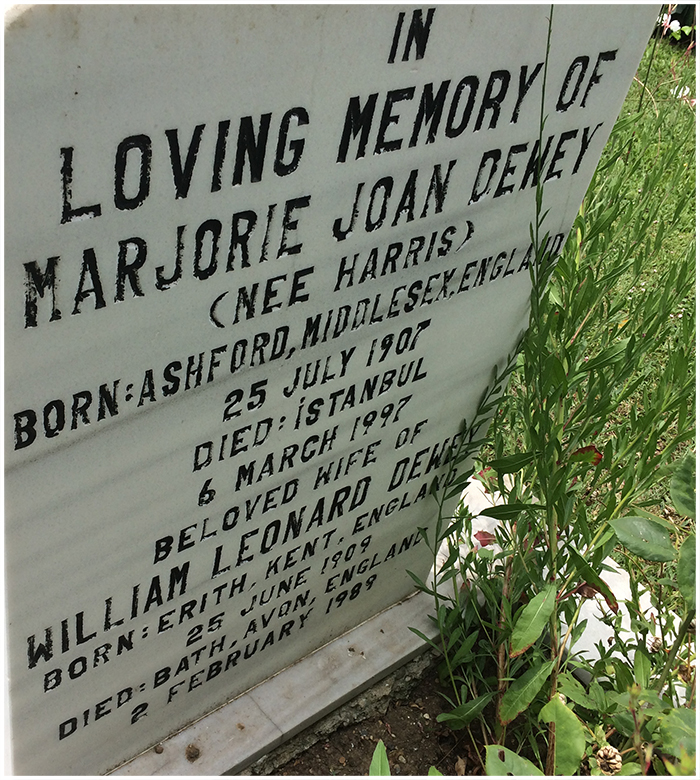 IN
LOVING MEMORY OF
MARJORIE JOAN DEWEY
(NEE HARRIS)
BORN:ASHFORD,MIDDLESEX,ENGLAND
25 JULY 1907
DIED:İSTANBUL
6 MARCH 1997
BELOVED WIFE OF
WILLIAM LEONARD DEWEY
BORN:ERITH, KENT, ENGLAND
25 JUNE 1909
DIED:BATH, AVON, ENGLAND
2 FEBRUARY 1989